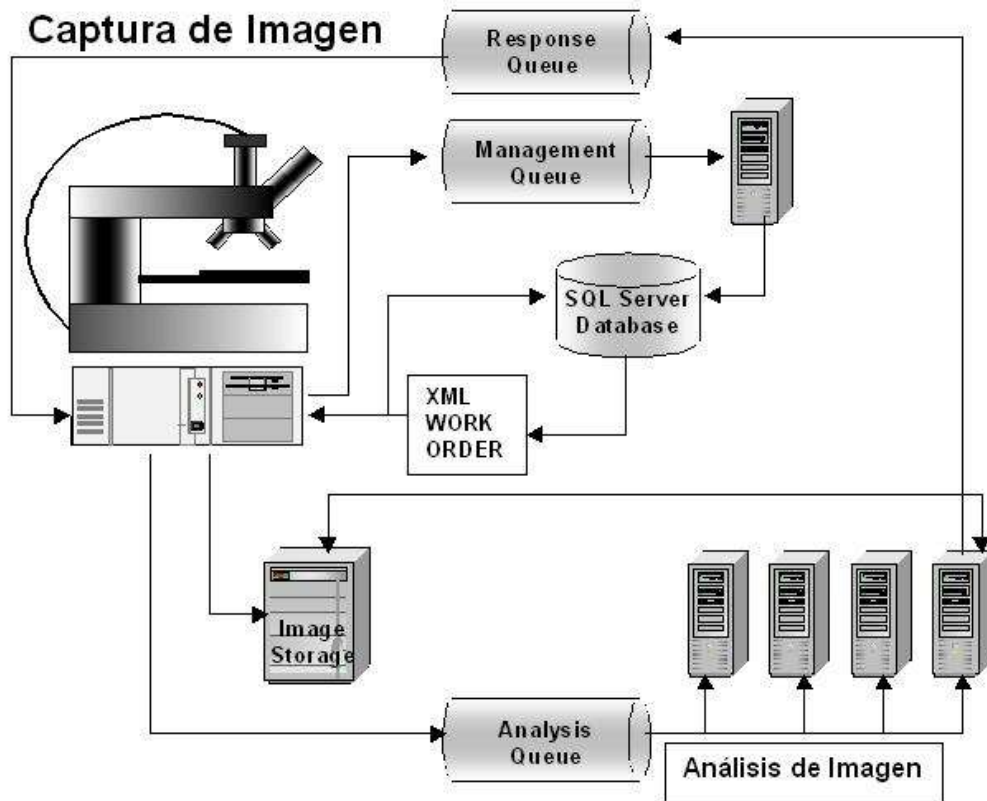 Captura de Imagen
Response
Queue
Management
Queue
SQL Server
Database
XML
WORK
ORDER
Image
Storage
Analysis
Queue
Análisis de Imagen